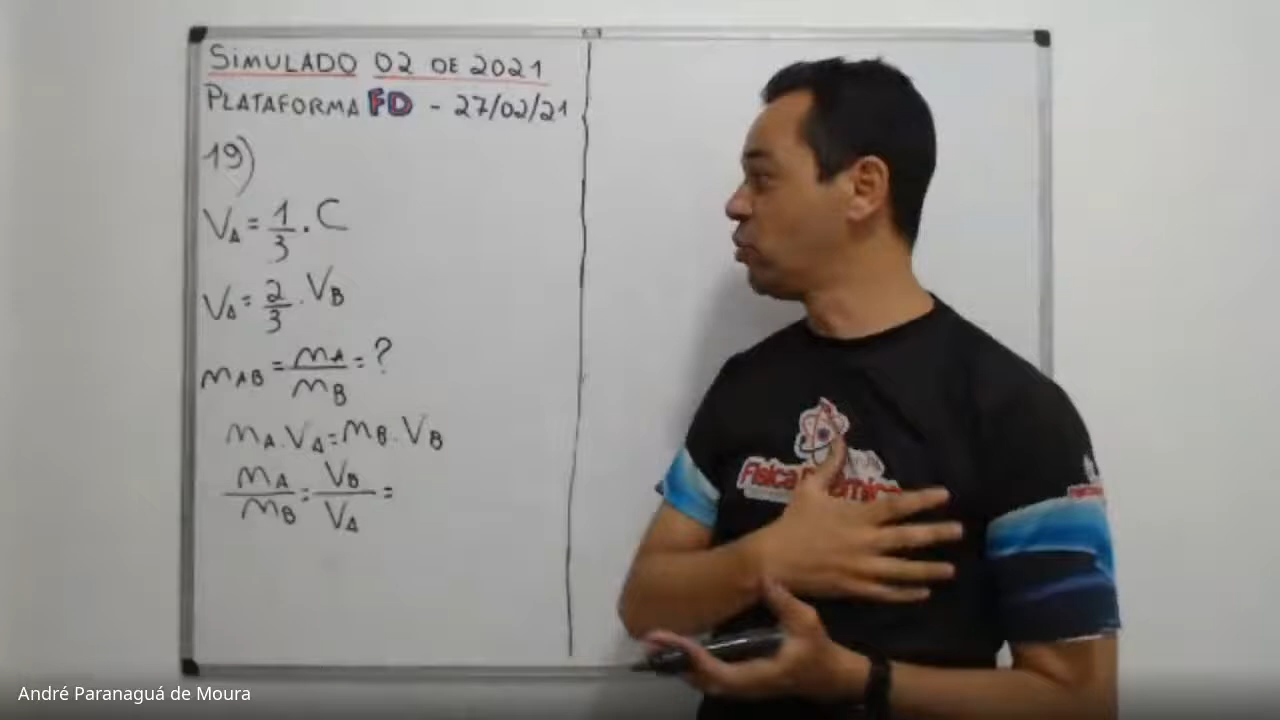 SIMULADO 02 DE 2021
PLATAFORMA FD - 27/02/21
19)
V_A = 1/3 . C
V_A = 2/3 . V_B
m_AB = m_A/m_B = ?
m_A . V_A = m_B . V_B
m_A/m_B = V_B/V_A =
Física
André Paranaguá de Moura